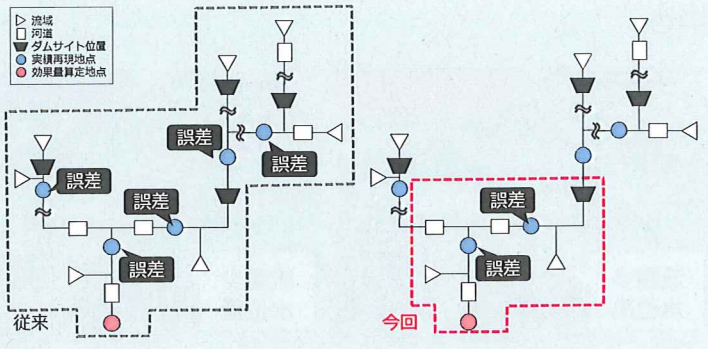 流域
河道
ダムサイト位置
実績再現地点
効果量算定地点
誤差
誤差
誤差
誤差
誤差
従来
誤差
誤差
今回